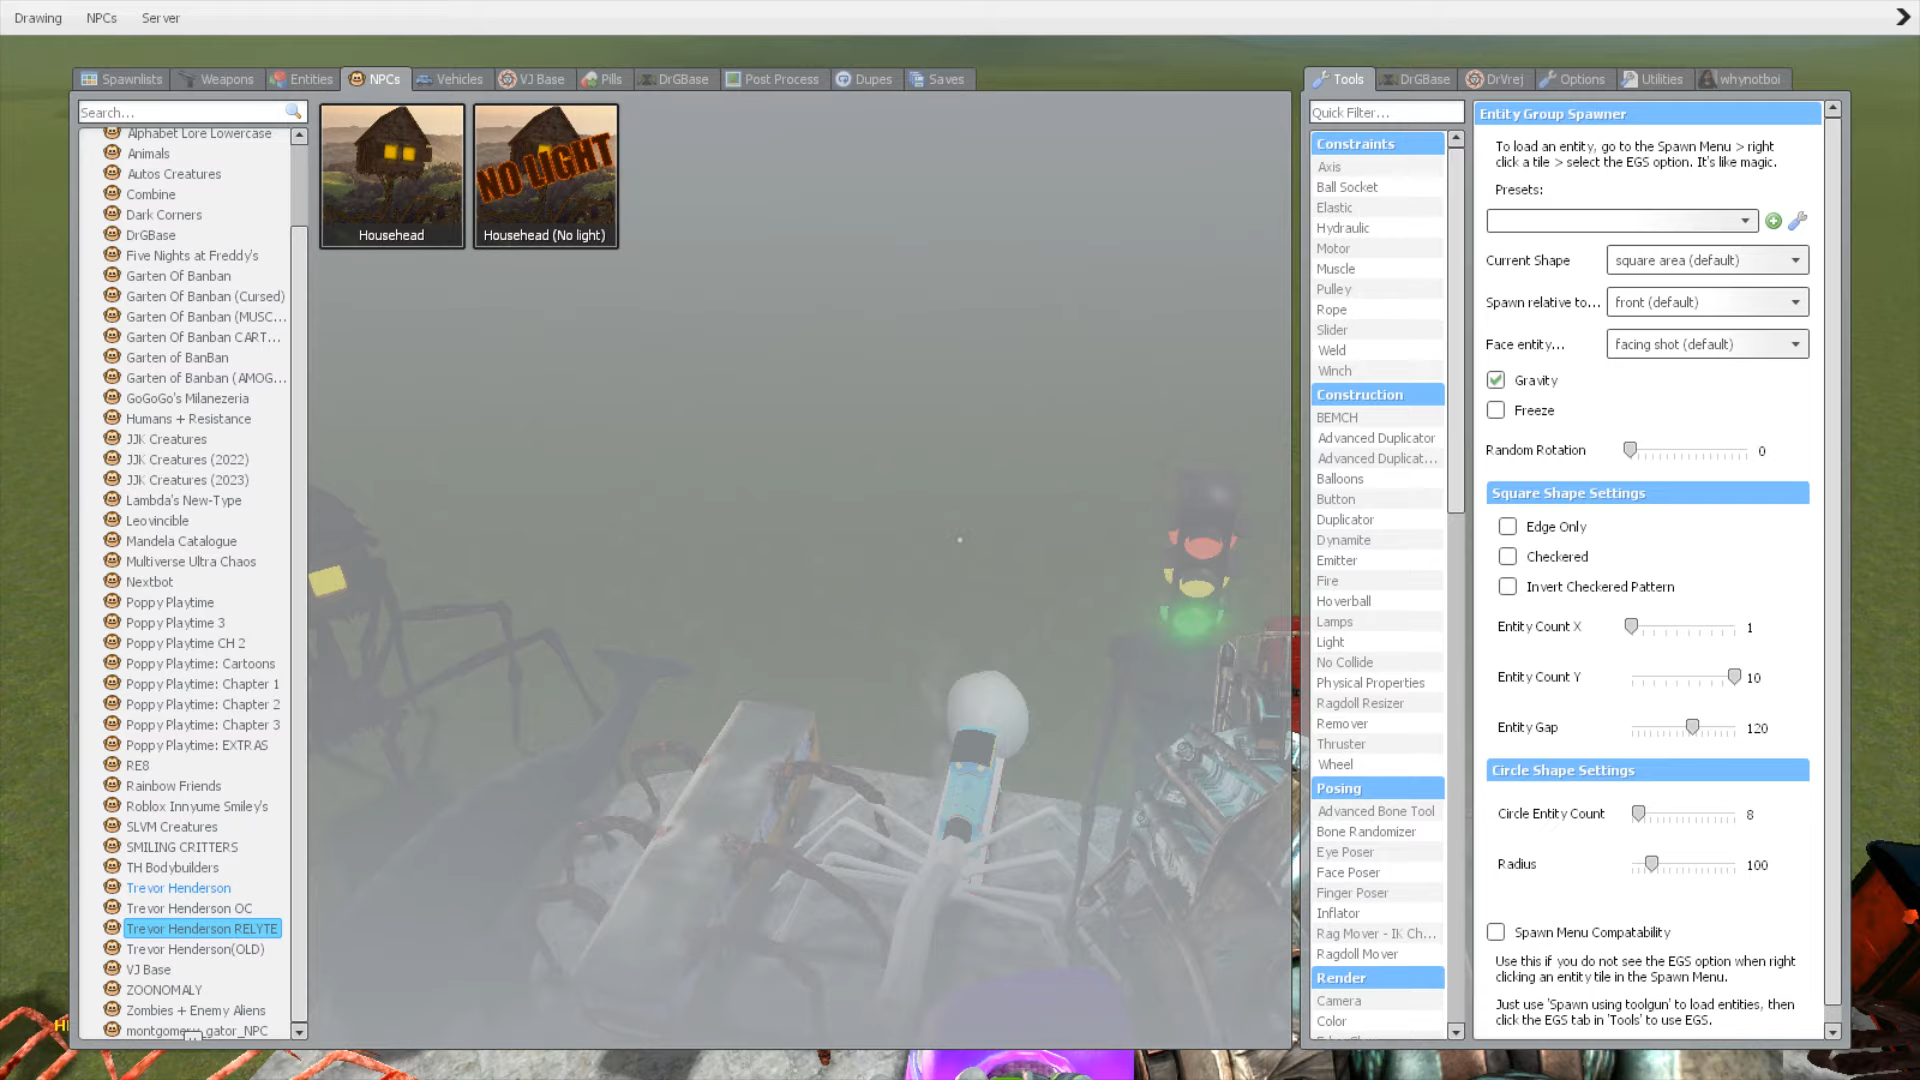 Drawing NPCs Server
Spawnlists Weapons Entities NPCs Vehicles VJ Base Pills DrGBase Post Process Dupes Saves
Search...
Alphabet Lore Lowercase
Animals
Autos Creatures
Combine
Dark Corners
DrGBase
Five Nights at Freddy's
Garten Of Banban
Garten Of Banban (Cursed)
Garten Of Banban (MUSC...
Garten Of Banban CART...
Garten of BanBan
Garten of Banban (AMOG...
GoGoGo's Milanezeria
Humans + Resistance
JJK Creatures
JJK Creatures (2022)
JJK Creatures (2023)
Lambda's New-Type
Leovincible
Mandela Catalogue
Multiverse Ultra Chaos
Nextbot
Poppy Playtime
Poppy Playtime 3
Poppy Playtime CH 2
Poppy Playtime: Cartoons
Poppy Playtime: Chapter 1
Poppy Playtime: Chapter 2
Poppy Playtime: Chapter 3
Poppy Playtime: EXTRAS
RE8
Rainbow Friends
Roblox Innyume Smiley's
SLVM Creatures
SMILING CRITTERS
TH Bodybuilders
Trevor Henderson
Trevor Henderson OC
Trevor Henderson RELYTE
Trevor Henderson(OLD)
VJ Base
ZOONOMALY
Zombies + Enemy Aliens
montgomery_gator_NPC
Househead
NO LIGHT
Househead (No light)
Tools DrGBase DrVrej Options Utilities whynotboi
Quick Filter...
Constraints
Axis
Ball Socket
Elastic
Hydraulic
Motor
Muscle
Pulley
Rope
Slider
Weld
Winch
Construction
BEMCH
Advanced Duplicator
Advanced Duplicat...
Balloons
Button
Duplicator
Dynamite
Emitter
Fire
Hoverball
Lamps
Light
No Collide
Physical Properties
Ragdoll Resizer
Remover
Thruster
Wheel
Posing
Advanced Bone Tool
Bone Randomizer
Eye Poser
Face Poser
Finger Poser
Inflator
Rag Mover - IK Ch...
Ragdoll Mover
Render
Camera
Color
Entity Group Spawner
To load an entity, go to the Spawn Menu > right
click a tile > select the EGS option. It's like magic.
Presets:
Current Shape square area (default)
Spawn relative to... front (default)
Face entity... facing shot (default)
Gravity
Freeze
Random Rotation 0
Square Shape Settings
Edge Only
Checkered
Invert Checkered Pattern
Entity Count X 1
Entity Count Y 10
Entity Gap 120
Circle Shape Settings
Circle Entity Count 8
Radius 100
Spawn Menu Compatability
Use this if you do not see the EGS option when right
clicking an entity tile in the Spawn Menu.
Just use 'Spawn using toolgun' to load entities, then
click the EGS tab in 'Tools' to use EGS.